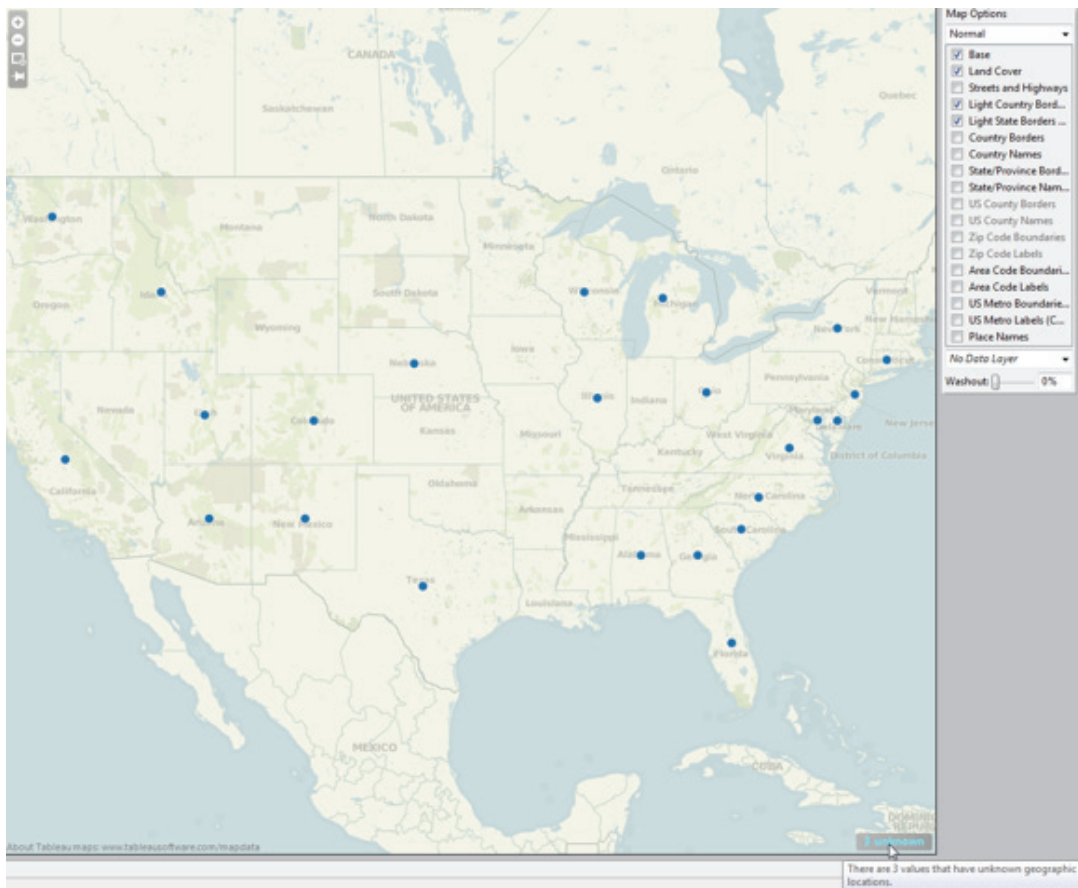 Map Options
Normal
Base
Land Cover
Streets and Highways
Light Country Bord...
Light State Borders ...
Country Borders
Country Names
State/Province Bord...
State/Province Nam...
US County Borders
US County Names
Zip Code Boundaries
Zip Code Labels
Area Code Boundari...
Area Code Labels
US Metro Boundarie...
US Metro Labels (C...
Place Names
No Data Layer
Washout: 0%
CANADA
Saskatchewan
Quebec
Ontario
Washington
Montana
North Dakota
Minnesota
Oregon
Wyoming
South Dakota
Wisconsin
Michigan
Vermont
New Hampshire
New York
Iowa
Nebraska
Connecticut
Pennsylvania
Nevada
Utah
Colorado
UNITED STATES
OF AMERICA
Kansas
Missouri
Illinois
Indiana
Ohio
Maryland
Delaware
New Jerse
West Virginia
Virginia
District of Columbia
Kentucky
California
Arizona
New Mexico
Oklahoma
Arkansas
Tennessee
North Carolina
South Carolina
Mississippi
Alabama
Georgia
Texas
Louisiana
Florida
MEXICO
CUBA
About Tableau maps: www.tableausoftware.com/mapdata
3 unknown
There are 3 values that have unknown geographic
locations.